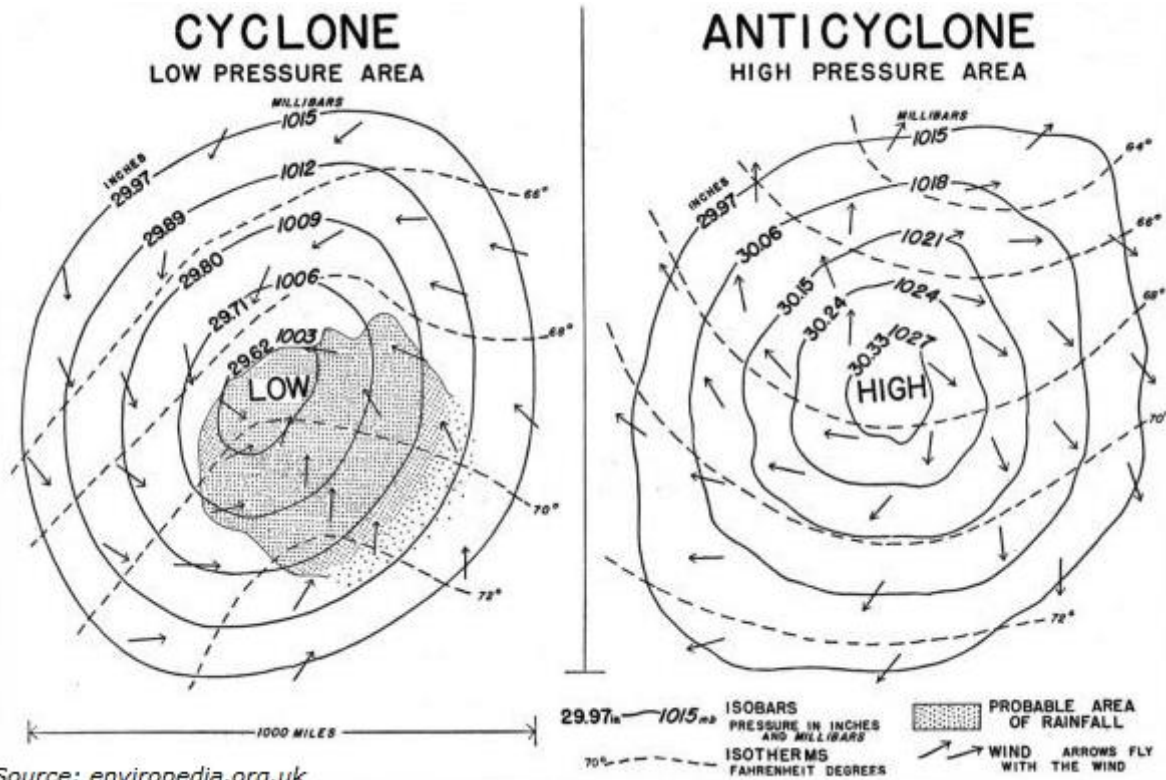 CYCLONE
LOW PRESSURE AREA
MILLIBARS
1015
INCHES
29.97
1012
29.89
1009
29.80
1006
29.71
1003
29.62
LOW
66°
68°
70°
72°
1000 MILES
Source: enviropedia.org.uk
ANTICYCLONE
HIGH PRESSURE AREA
MILLIBARS
1015
INCHES
29.97
1018
30.06
1021
30.15
1024
30.24
1027
30.33
HIGH
64°
66°
68°
70°
72°
29.97in 1015mb ISOBARS
PRESSURE IN INCHES
AND MILLIBARS
70° ISOTHERMS
FAHRENHEIT DEGREES
PROBABLE AREA
OF RAINFALL
WIND ARROWS FLY
WITH THE WIND